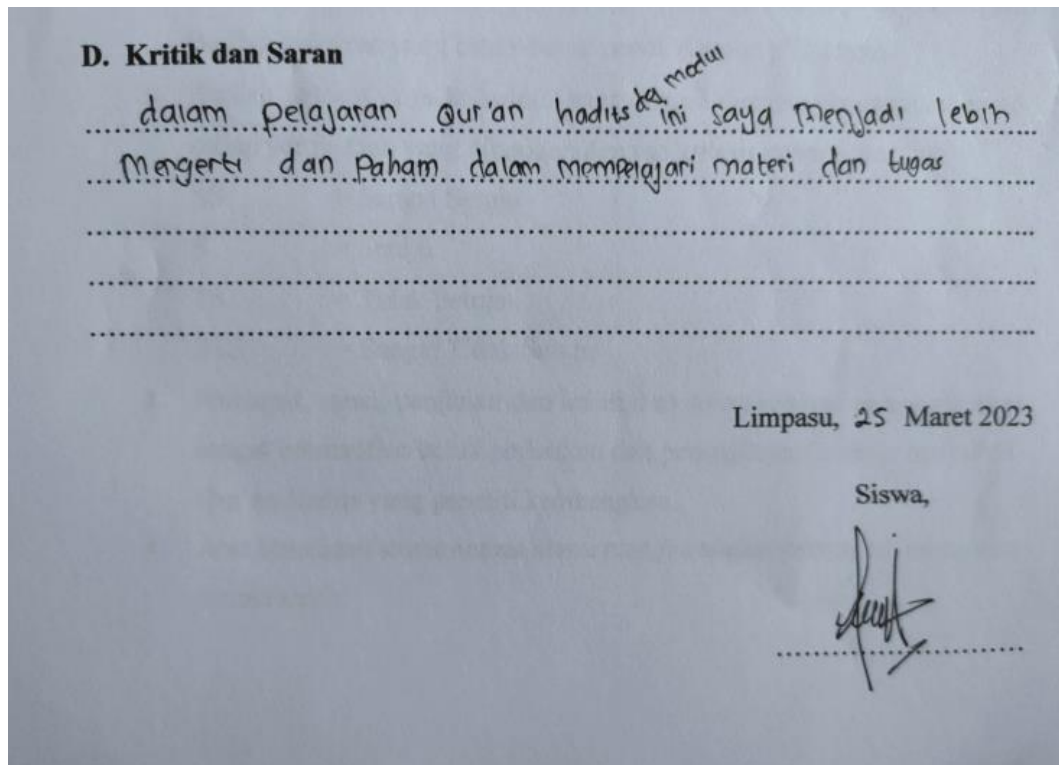 D. Kritik dan Saran
dalam pelajaran Qur'an hadits dg modul ini saya menjadi lebih
mengerti dan paham dalam mempelajari materi dan tugas
Limpasu, 25 Maret 2023
Siswa,